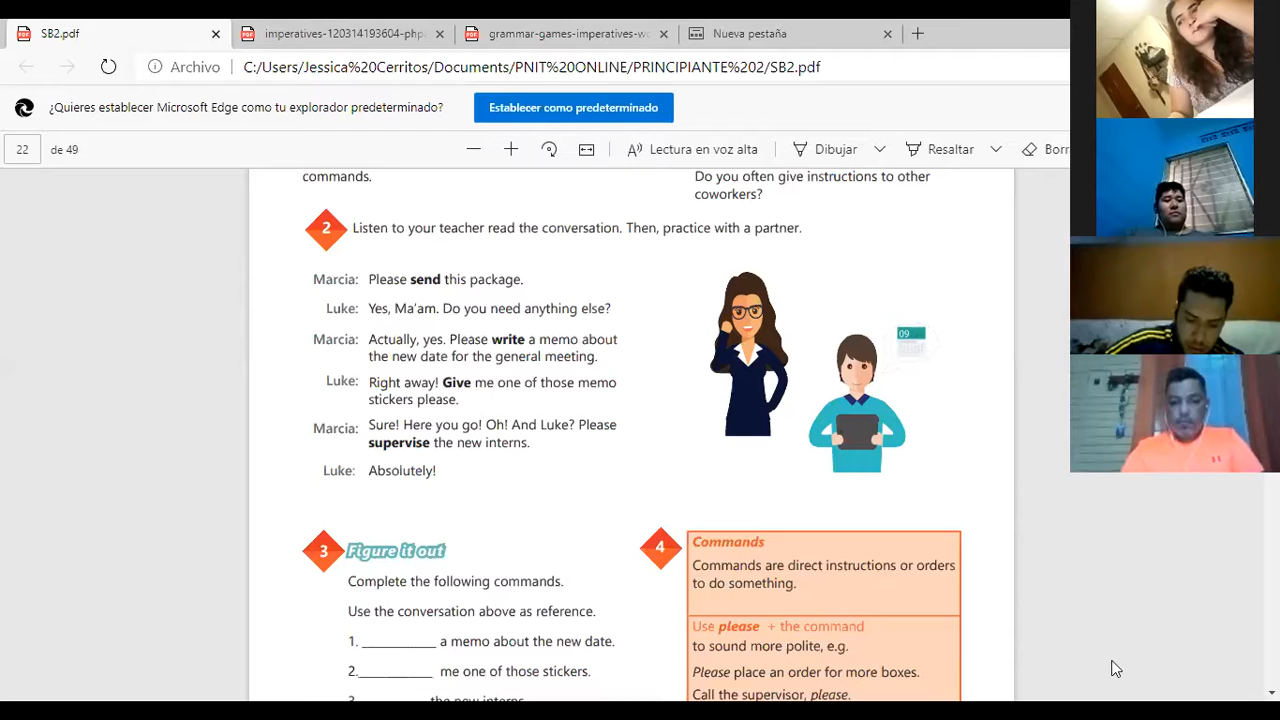 SB2.pdf
imperatives-120314193604-php
grammar-games-imperatives-wo
Nueva pestaña
Archivo
C:/Users/Jessica%20Cerritos/Documents/PNIT%20ONLINE/PRINCIPIANTE%202/SB2.pdf
¿Quieres establecer Microsoft Edge como tu explorador predeterminado?
Establecer como predeterminado
22 de 49
Lectura en voz alta
Dibujar
Resaltar
Borr
commands.
Do you often give instructions to other
coworkers?
2 Listen to your teacher read the conversation. Then, practice with a partner.
Marcia: Please send this package.
Luke: Yes, Ma'am. Do you need anything else?
Marcia: Actually, yes. Please write a memo about
the new date for the general meeting.
Luke: Right away! Give me one of those memo
stickers please.
Marcia: Sure! Here you go! Oh! And Luke? Please
supervise the new interns.
Luke: Absolutely!
09
3 Figure it out
Complete the following commands.
Use the conversation above as reference.
1. __________ a memo about the new date.
2.__________ me one of those stickers.
3.__________ the new interns.
4 Commands
Commands are direct instructions or orders
to do something.
Use please + the command
to sound more polite, e.g.
Please place an order for more boxes.
Call the supervisor, please.